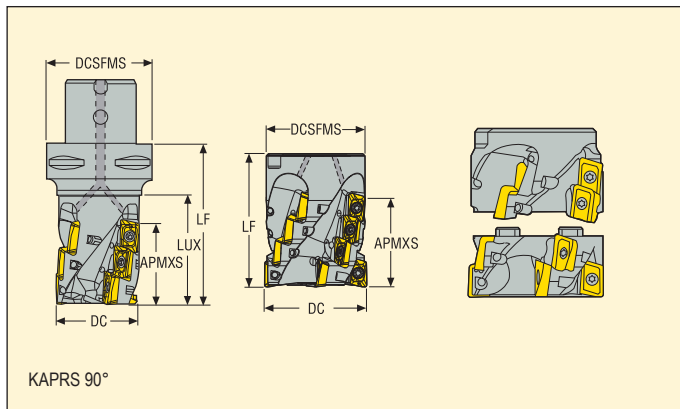 DCSFMS
LF
LUX
APMXS
DC
DCSFMS
LF
APMXS
DC
KAPRS 90°